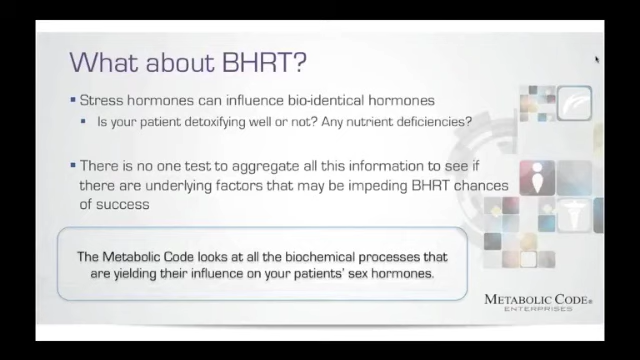 What about BHRT?
▪ Stress hormones can influence bio-identical hormones
▪ Is your patient detoxifying well or not? Any nutrient deficiencies?
▪ There is no one test to aggregate all this information to see if
there are underlying factors that may be impeding BHRT chances
of success
The Metabolic Code looks at all the biochemical processes that
are yielding their influence on your patients' sex hormones.
METABOLIC CODE®
ENTERPRISES